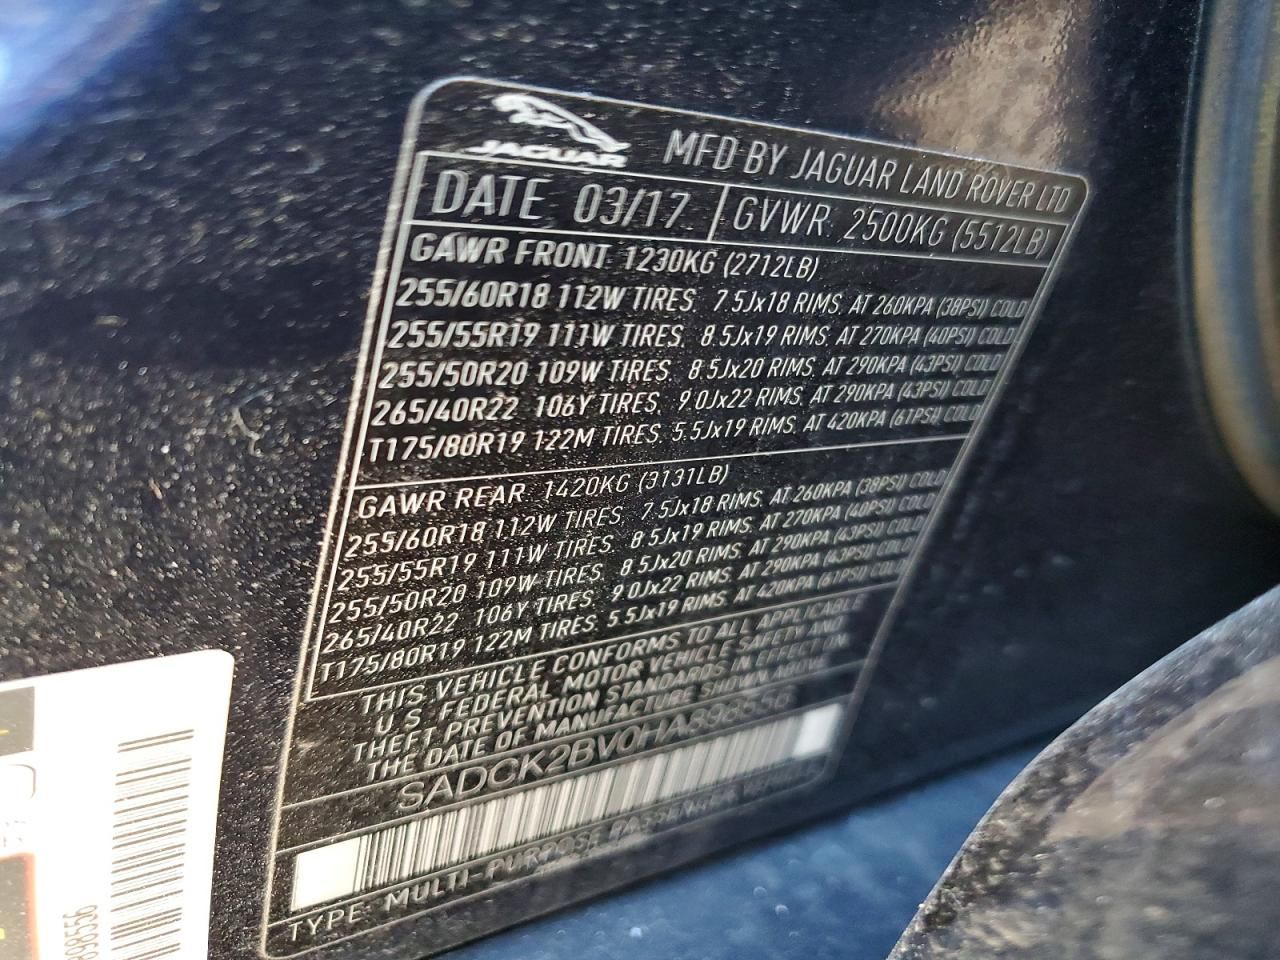 JAGUAR MFD BY JAGUAR LAND ROVER LTD
DATE 03/17 GVWR 2500KG (5512LB)
GAWR FRONT 1230KG (2712LB)
255/60R18 112W TIRES, 7.5Jx18 RIMS, AT 260KPA (38PSI) COLD
255/55R19 111W TIRES, 8.5Jx19 RIMS, AT 270KPA (40PSI) COLD
255/50R20 109W TIRES, 8.5Jx20 RIMS, AT 290KPA (43PSI) COLD
265/40R22 106Y TIRES, 9.0Jx22 RIMS, AT 290KPA (43PSI) COLD
T175/80R19 122M TIRES, 5.5Jx19 RIMS, AT 420KPA (61PSI) COLD
GAWR REAR 1420KG (3131LB)
255/60R18 112W TIRES, 7.5Jx18 RIMS, AT 260KPA (38PSI) COLD
255/55R19 111W TIRES, 8.5Jx19 RIMS, AT 270KPA (40PSI) COLD
255/50R20 109W TIRES, 8.5Jx20 RIMS, AT 290KPA (43PSI) COLD
265/40R22 106Y TIRES, 9.0Jx22 RIMS, AT 290KPA (43PSI) COLD
T175/80R19 122M TIRES, 5.5Jx19 RIMS, AT 420KPA (61PSI) COLD
THIS VEHICLE CONFORMS TO ALL APPLICABLE
U.S. FEDERAL MOTOR VEHICLE SAFETY AND
THEFT PREVENTION STANDARDS IN EFFECT ON
THE DATE OF MANUFACTURE SHOWN ABOVE
SADCK2BV0HA898556
TYPE: MULTI-PURPOSE PASSENGER VEHICLE
898556